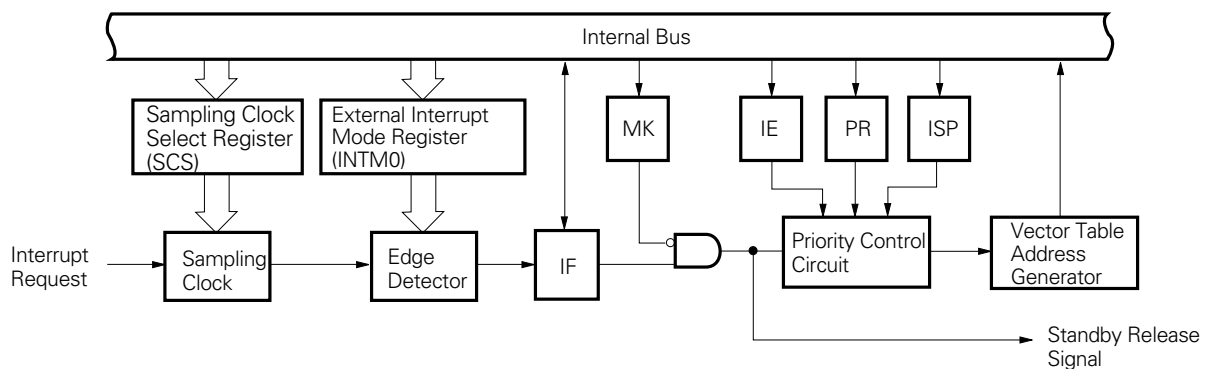 Internal Bus
Sampling Clock
Select Register
(SCS)
External Interrupt
Mode Register
(INTM0)
MK
IE
PR
ISP
Interrupt
Request
Sampling
Clock
Edge
Detector
IF
Priority Control
Circuit
Vector Table
Address
Generator
Standby Release
Signal